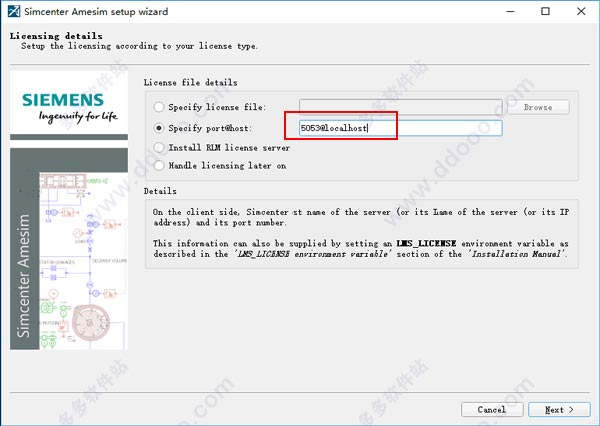 Simcenter Amesim setup wizard
Licensing details
Setup the licensing according to your license type.
SIEMENS
Ingenuity for life
Simcenter Amesim
License file details
Specify license file:
Browse
Specify port@host:
5053@localhost
Install RLM license server
Handle licensing later on
Details
On the client side, Simcenter st name of the server (or its Lame of the server (or its IP
address) and its port number.
This information can also be supplied by setting an LMS_LICENSE environment variable as
described in the 'LMS_LICENSE environment variable' section of the 'Installation Manual'.
Cancel
Next >
多多软件站
www.ddooo.com